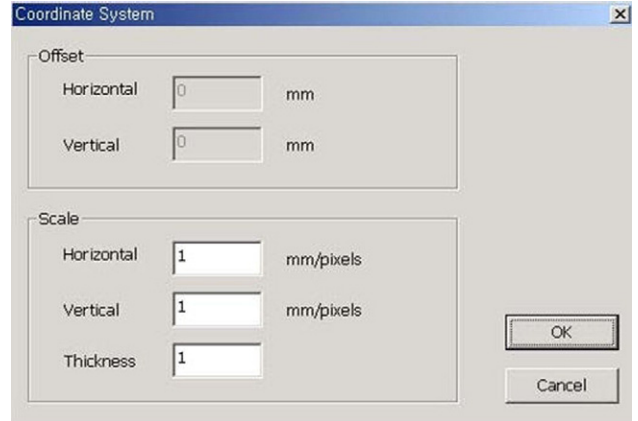 Coordinate System
Offset
Horizontal 0 mm
Vertical 0 mm
Scale
Horizontal 1 mm/pixels
Vertical 1 mm/pixels
Thickness 1
OK
Cancel